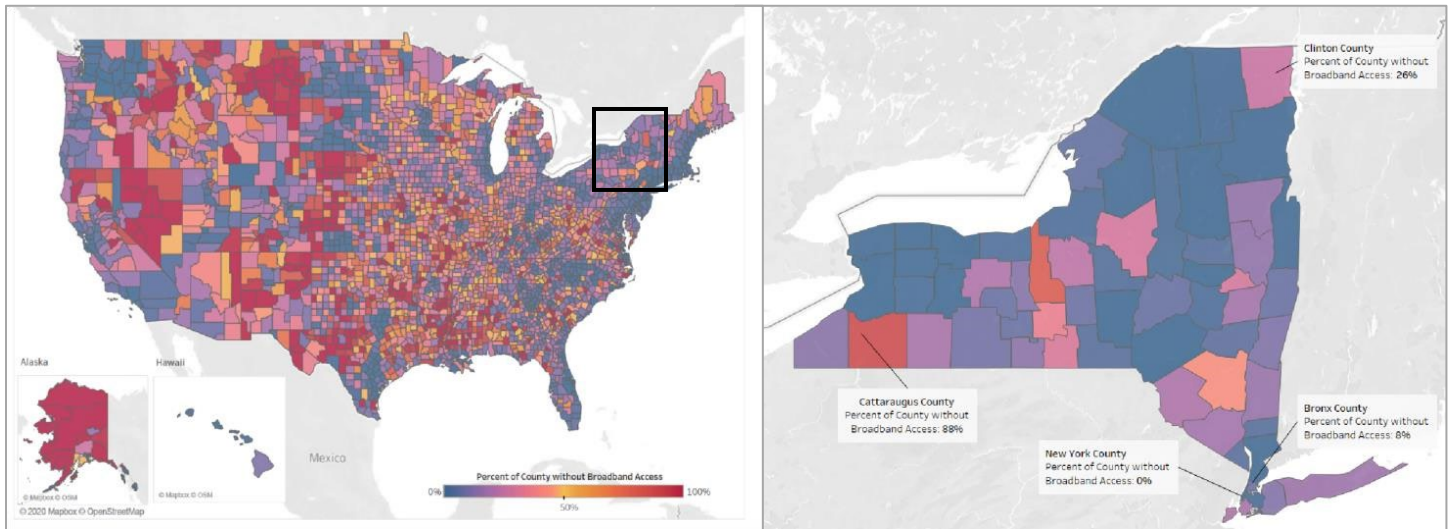 Alaska
Hawaii
Mexico
© Mapbox © OSM
© Mapbox © OSM
Percent of County without Broadband Access
0%
100%
50%
© 2020 Mapbox © OpenStreetMap
Clinton County
Percent of County without
Broadband Access: 26%
Cattaraugus County
Percent of County without
Broadband Access: 88%
Bronx County
Percent of County without
Broadband Access: 8%
New York County
Percent of County without
Broadband Access: 0%